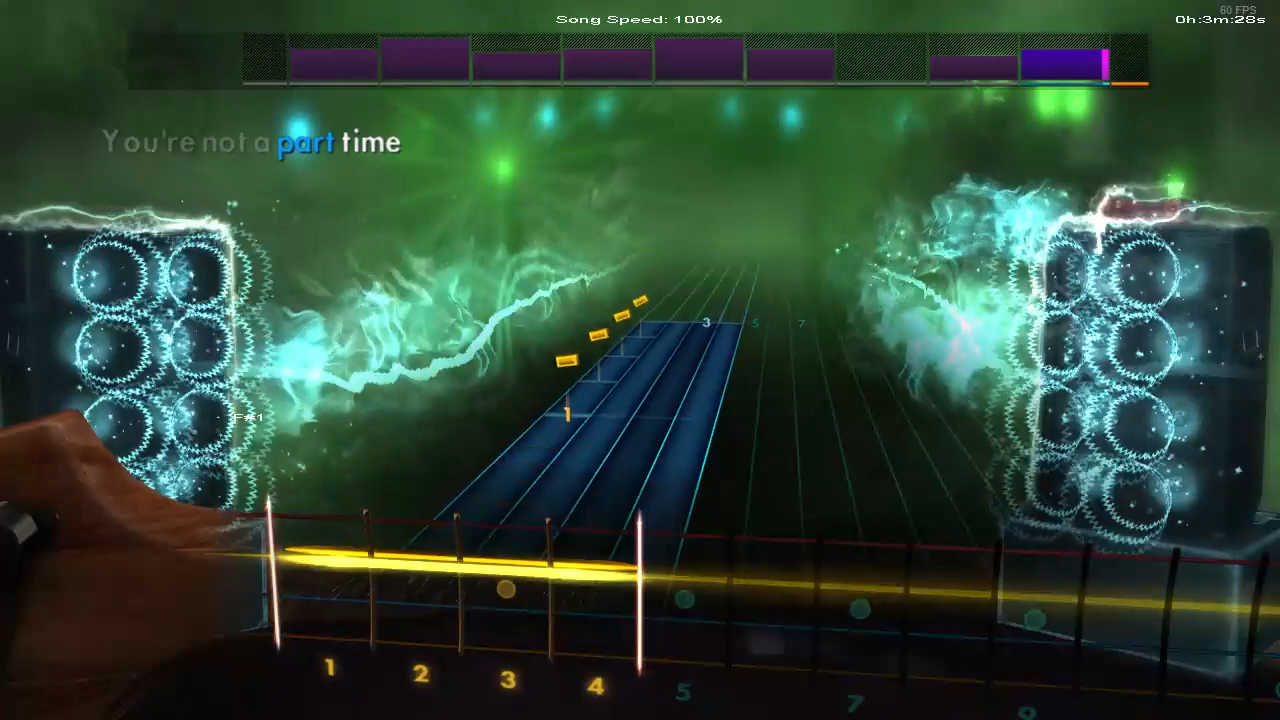 60 FPS
Song Speed: 100%
0h:3m:28s
You're not a part time
3 5 7
1
F#1
1 2 3 4 5 7 9